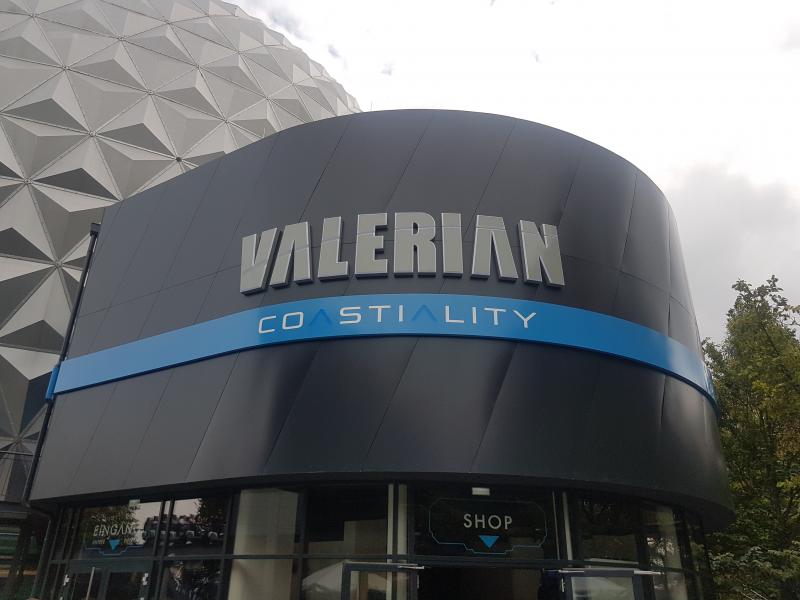 VALERIAN
COASTIALITY
EINGANG
SHOP